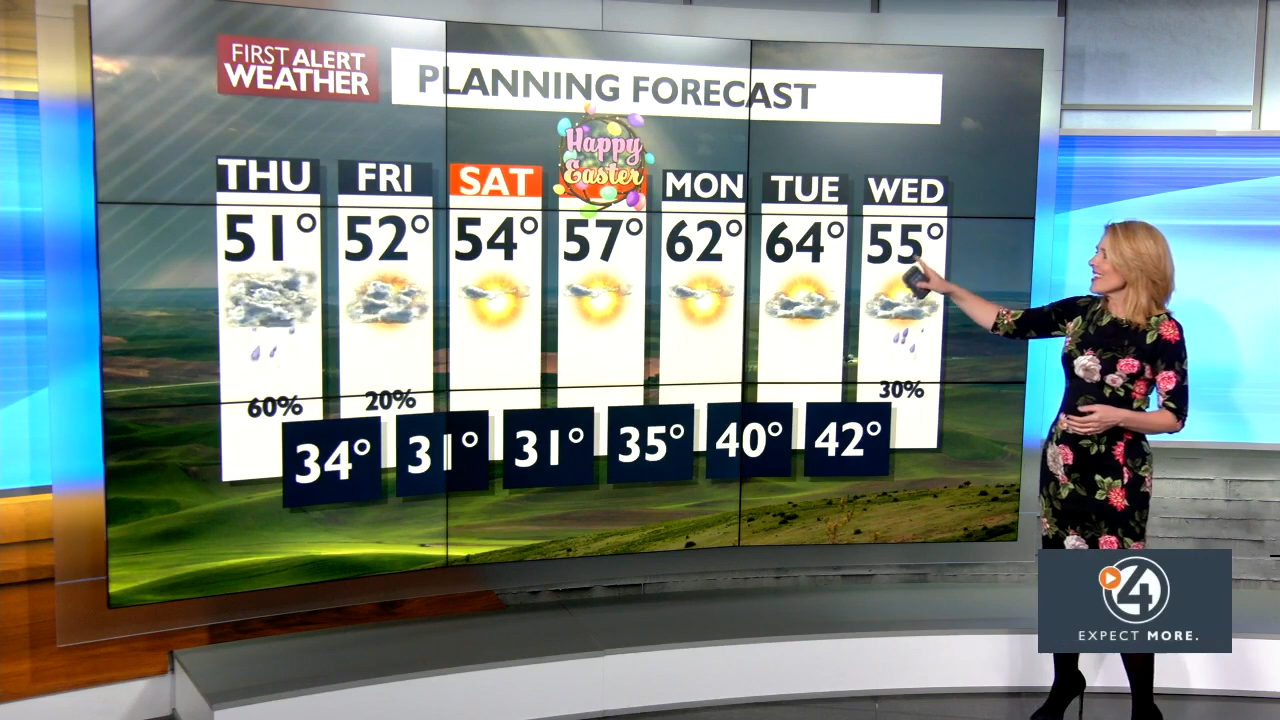 FIRST ALERT
WEATHER
PLANNING FORECAST
Happy
Easter
THU FRI SAT MON TUE WED
51° 52° 54° 57° 62° 64° 55°
60% 20% 30%
34° 31° 31° 35° 40° 42°
4
EXPECT MORE.